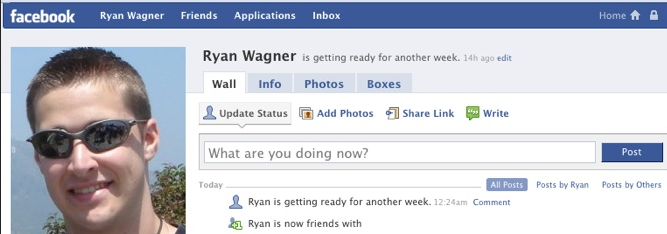 facebook Ryan Wagner Friends Applications Inbox Home
Ryan Wagner is getting ready for another week. 14h ago edit
Wall Info Photos Boxes
Update Status Add Photos Share Link Write
What are you doing now? Post
Today All Posts Posts by Ryan Posts by Others
Ryan is getting ready for another week. 12:24am Comment
Ryan is now friends with